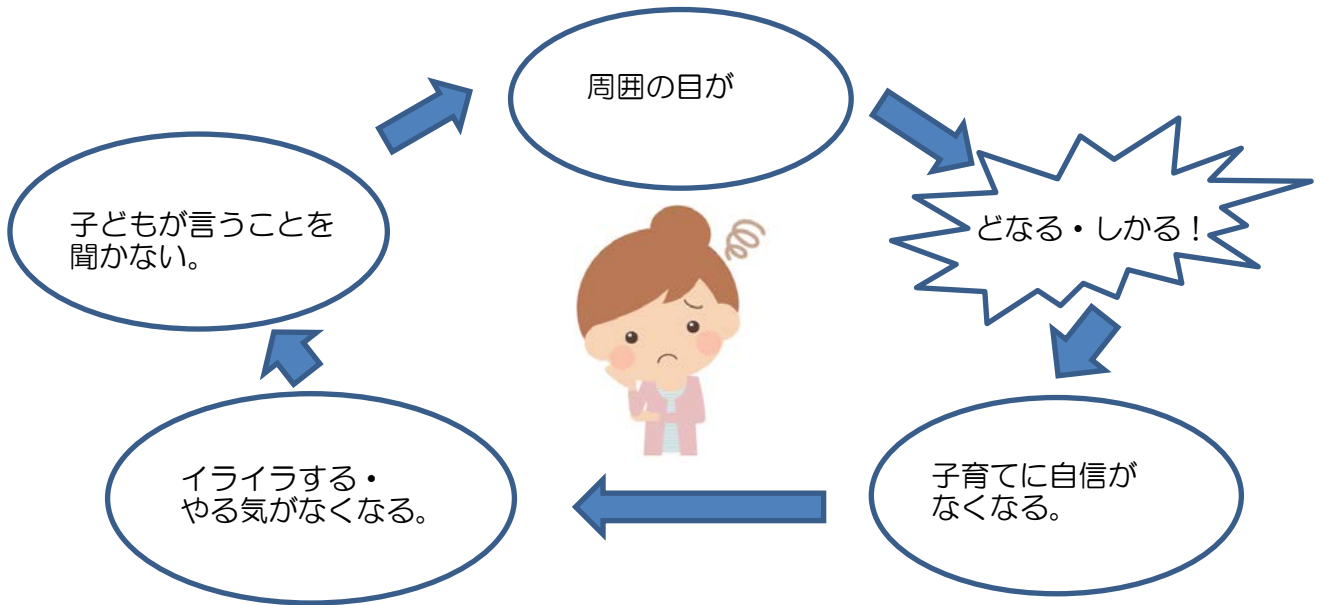 周囲の目が
どなる・しかる！
子育てに自信が
なくなる。
イライラする・
やる気がなくなる。
子どもが言うことを
聞かない。